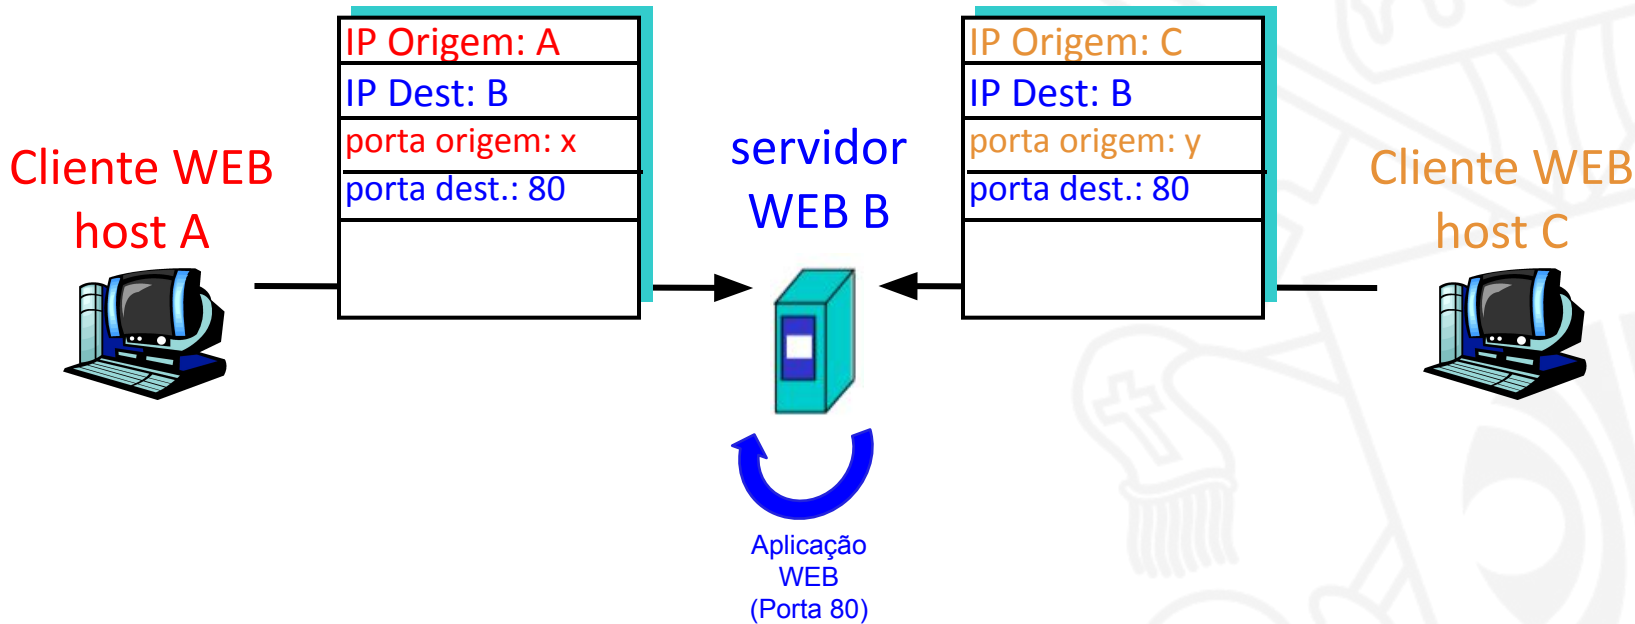 Cliente WEB
host A
IP Origem: A
IP Dest: B
porta origem: x
porta dest.: 80
servidor
WEB B
IP Origem: C
IP Dest: B
porta origem: y
porta dest.: 80
Cliente WEB
host C
Aplicação
WEB
(Porta 80)